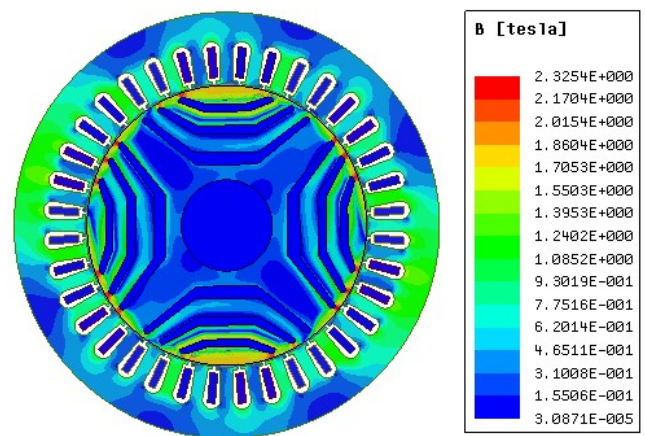 B [tesla]
2.3254E+000
2.1704E+000
2.0154E+000
1.8604E+000
1.7053E+000
1.5503E+000
1.3953E+000
1.2402E+000
1.0852E+000
9.3019E-001
7.7516E-001
6.2014E-001
4.6511E-001
3.1008E-001
1.5506E-001
3.0871E-005